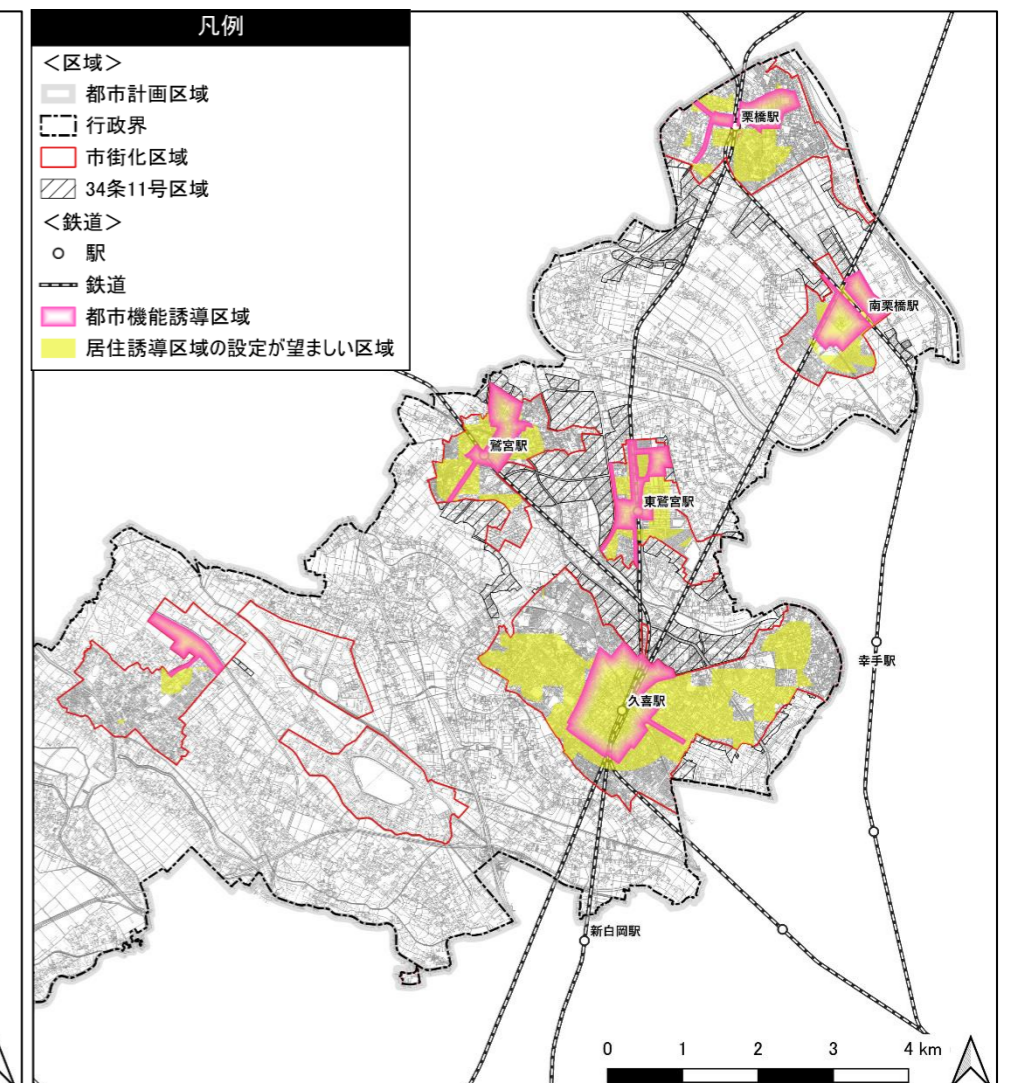 凡例
＜区域＞
都市計画区域
行政界
市街化区域
34条11号区域
＜鉄道＞
駅
鉄道
都市機能誘導区域
居住誘導区域の設定が望ましい区域
栗橋駅
南栗橋駅
鷲宮駅
東鷲宮駅
幸手駅
久喜駅
新白岡駅
0 1 2 3 4 km